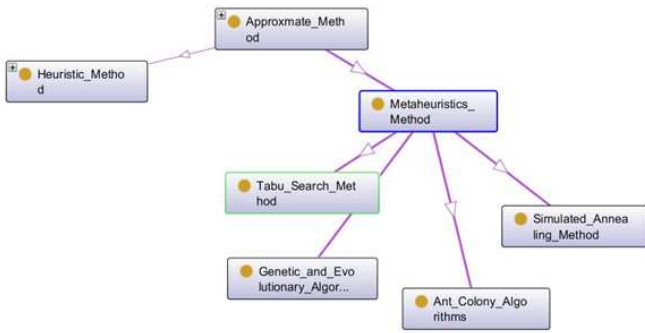 Approxmate_Meth
od
Heuristic_Metho
d
Metaheuristics_
Method
Tabu_Search_Met
hod
Simulated_Annea
ling_Method
Genetic_and_Evo
lutionary_Algor...
Ant_Colony_Algo
rithms